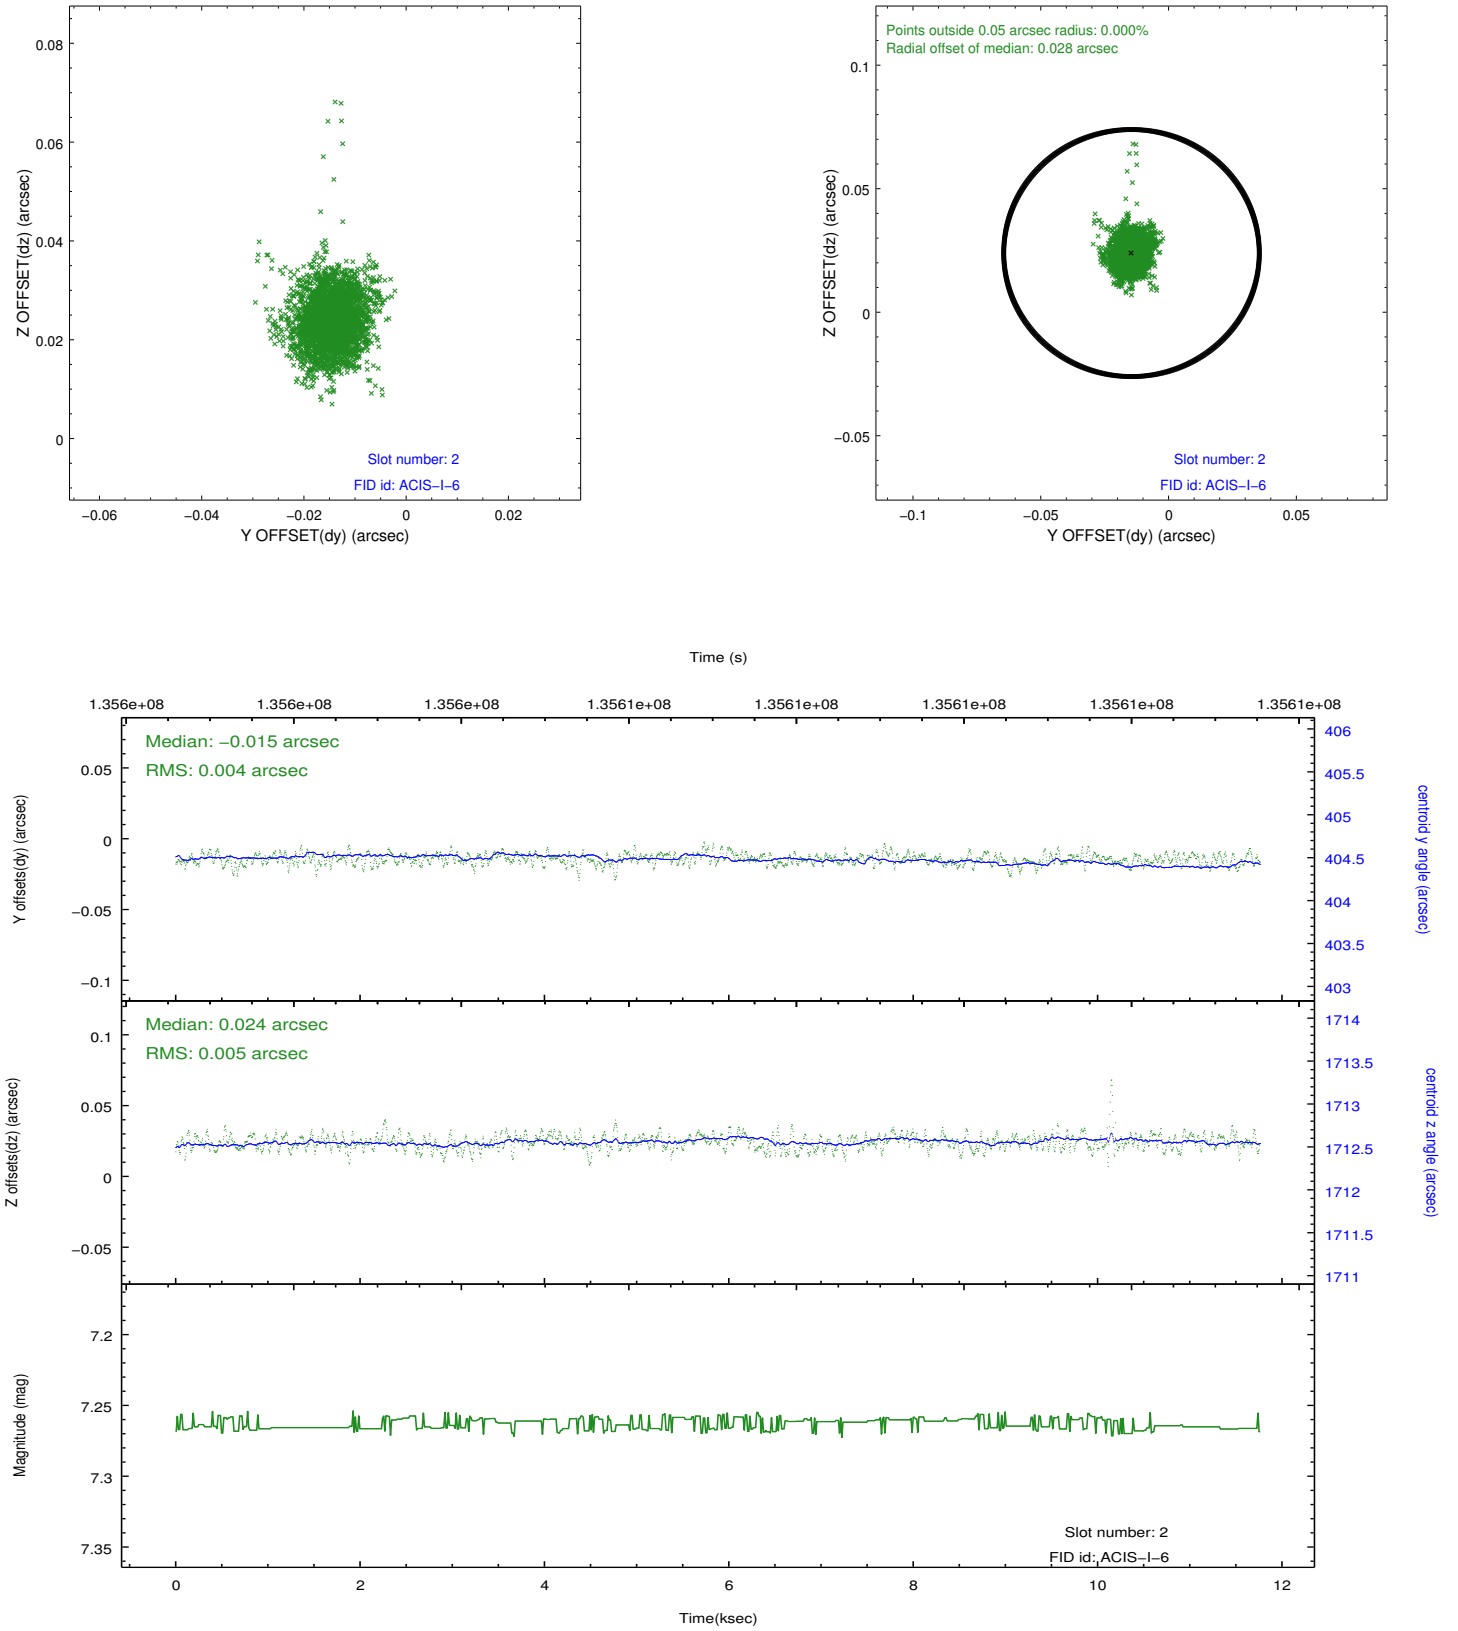 0.08
0.06
0.04
0.02
0
Z OFFSET(dz) (arcsec)
Slot number: 2
FID id: ACIS−I−6
−0.06 −0.04 −0.02 0 0.02
Y OFFSET(dy) (arcsec)
Points outside 0.05 arcsec radius: 0.000%
Radial offset of median: 0.028 arcsec
0.1
0.05
0
−0.05
Z OFFSET(dz) (arcsec)
Slot number: 2
FID id: ACIS−I−6
−0.1 −0.05 0 0.05
Y OFFSET(dy) (arcsec)
Time (s)
1.356e+08 1.356e+08 1.356e+08 1.3561e+08 1.3561e+08 1.3561e+08 1.3561e+08 1.3561e+08
Median: −0.015 arcsec
RMS: 0.004 arcsec
0.05
0
−0.05
−0.1
Y offsets(dy) (arcsec)
406
405.5
405
404.5
404
403.5
403
centroid y angle (arcsec)
Median: 0.024 arcsec
RMS: 0.005 arcsec
0.1
0.05
0
−0.05
Z offsets(dz) (arcsec)
1714
1713.5
1713
1712.5
1712
1711.5
1711
centroid z angle (arcsec)
7.2
7.25
7.3
7.35
Magnitude (mag)
Slot number: 2
FID id: ACIS−I−6
0 2 4 6 8 10 12
Time(ksec)